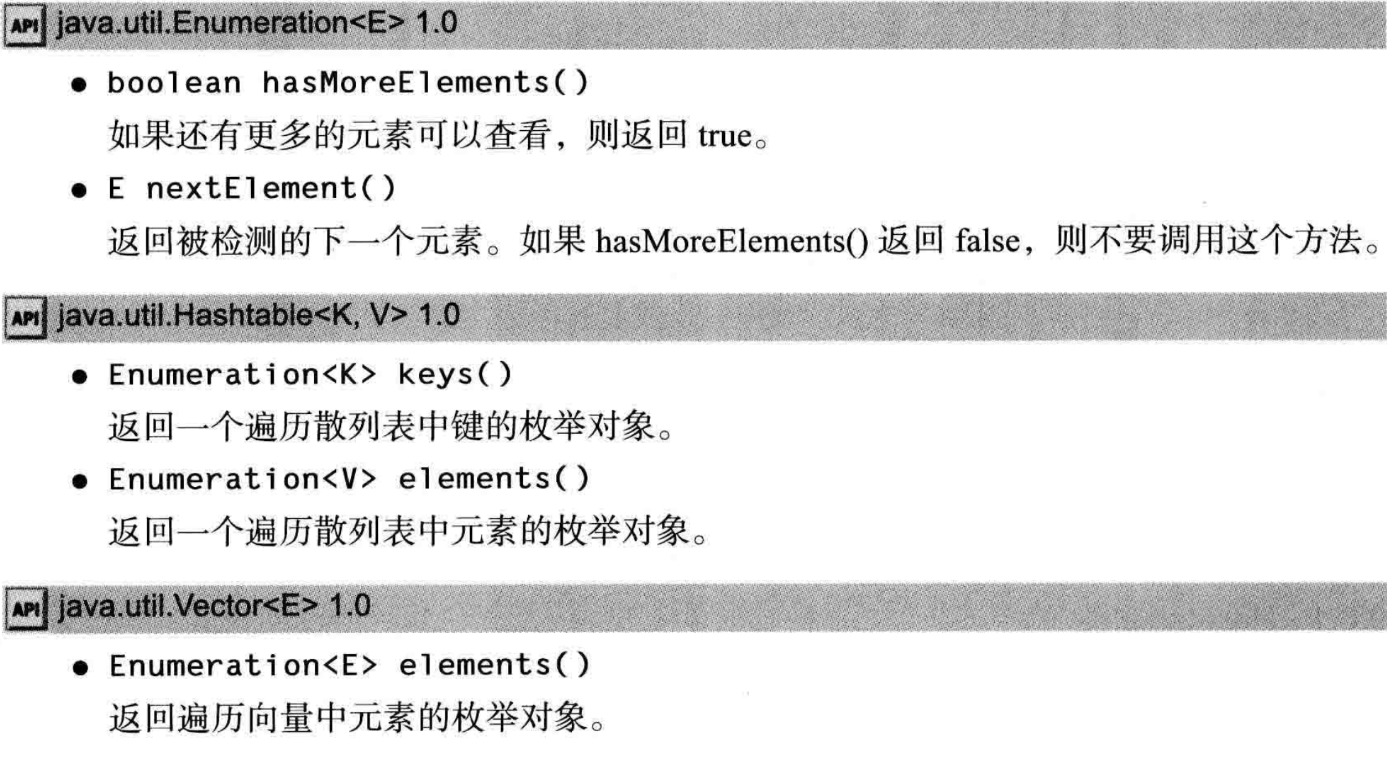 API java.util.Enumeration<E> 1.0
● boolean hasMoreElements()
如果还有更多的元素可以查看，则返回 true。
● E nextElement()
返回被检测的下一个元素。如果 hasMoreElements() 返回 false，则不要调用这个方法。
API java.util.Hashtable<K, V> 1.0
● Enumeration<K> keys()
返回一个遍历散列表中键的枚举对象。
● Enumeration<V> elements()
返回一个遍历散列表中元素的枚举对象。
API java.util.Vector<E> 1.0
● Enumeration<E> elements()
返回遍历向量中元素的枚举对象。